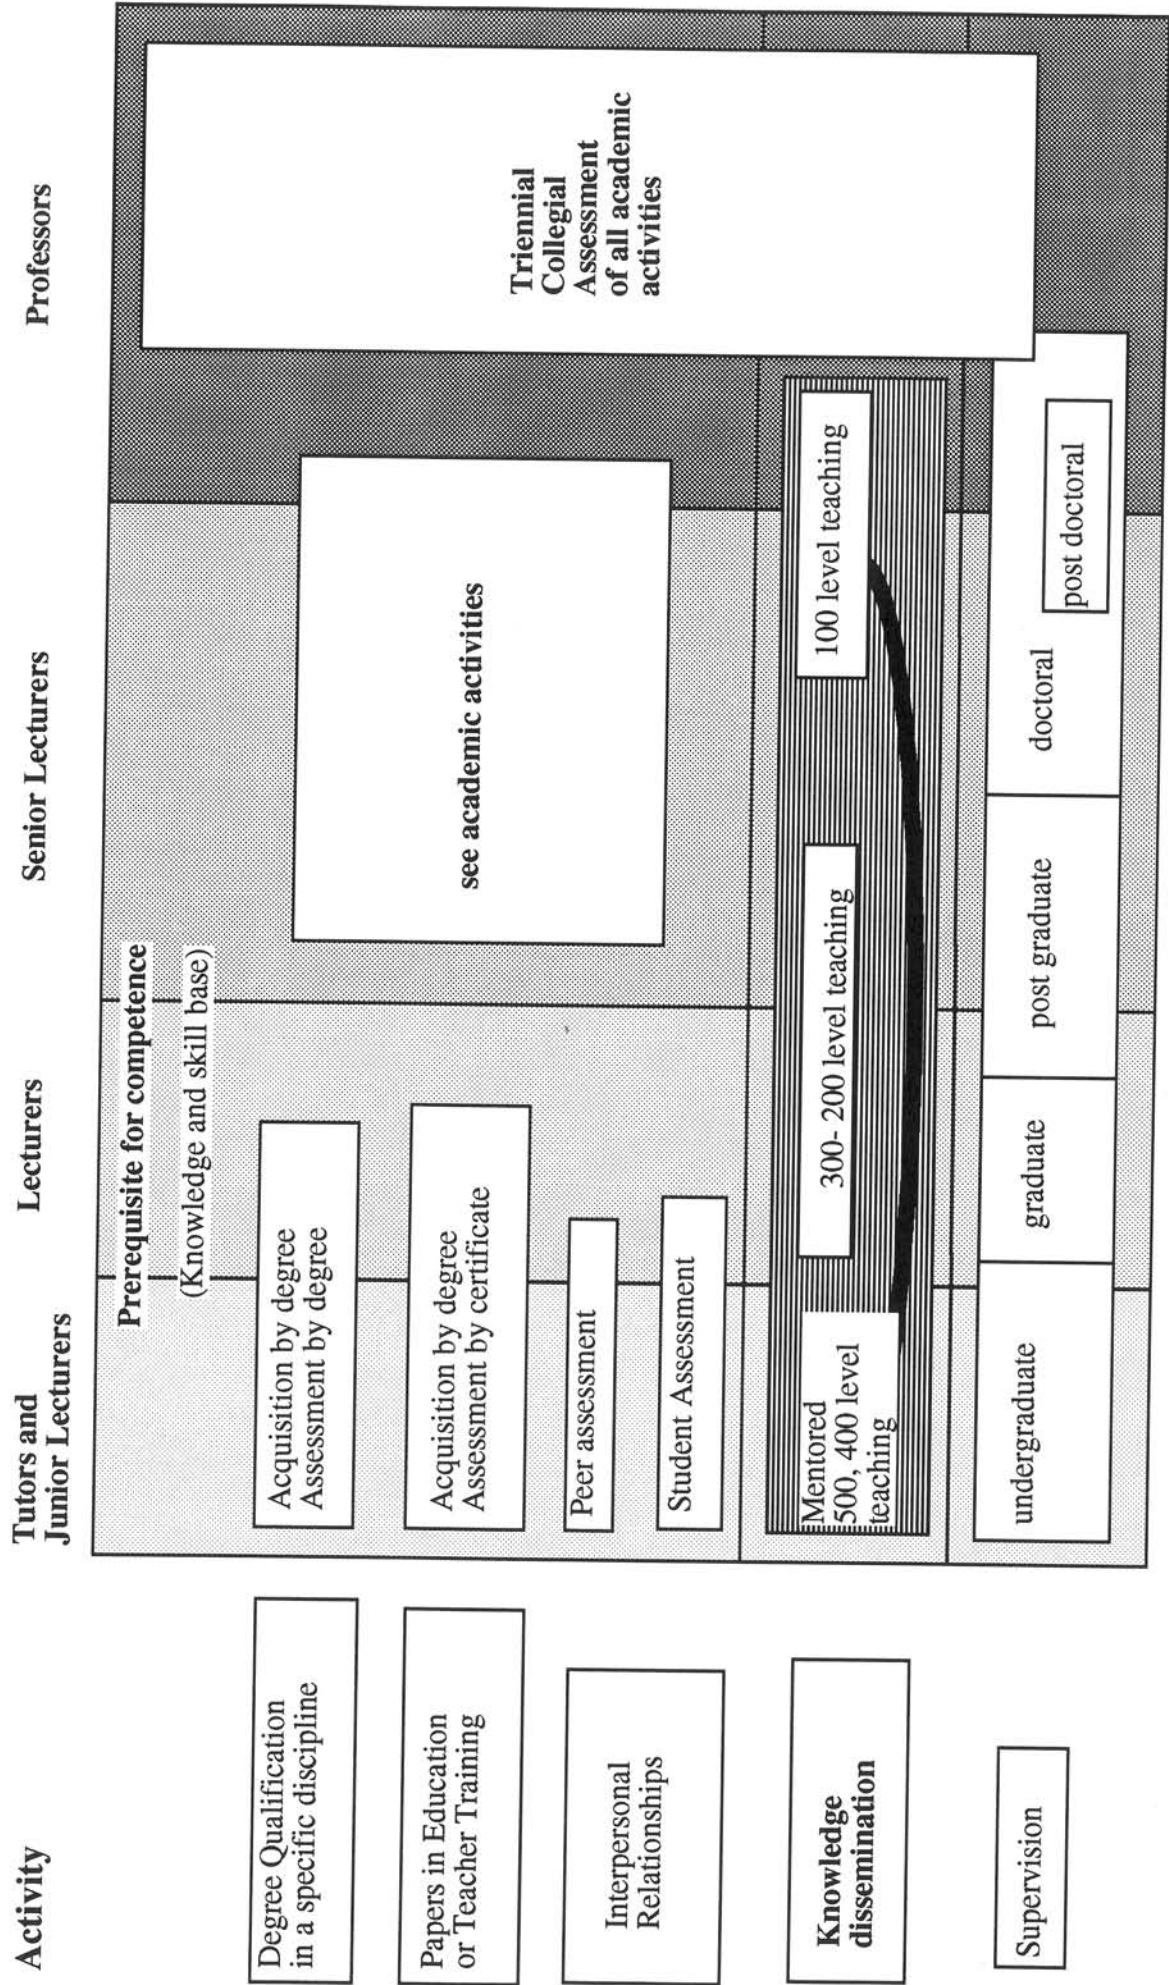 Activity
Tutors and
Junior Lecturers
Lecturers
Senior Lecturers
Professors
Prerequisite for competence
(Knowledge and skill base)
Degree Qualification
in a specific discipline
Acquisition by degree
Assessment by degree
Papers in Education
or Teacher Training
Acquisition by degree
Assessment by certificate
see academic activities
Triennial
Collegial
Assessment
of all academic
activities
Interpersonal
Relationships
Peer assessment
Student Assessment
Knowledge
dissemination
Mentored
500, 400 level
teaching
300- 200 level teaching
100 level teaching
Supervision
undergraduate
graduate
post graduate
doctoral
post doctoral